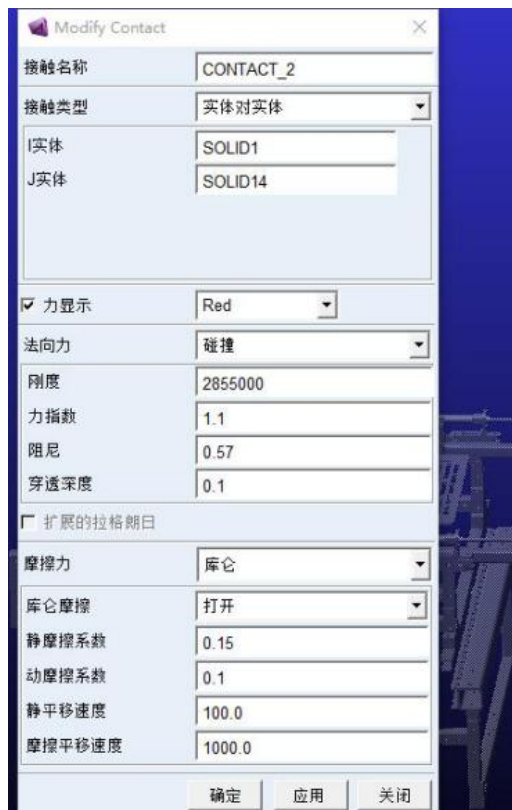 Modify Contact
接触名称 CONTACT_2
接触类型 实体对实体
I实体 SOLID1
J实体 SOLID14
力显示 Red
法向力 碰撞
刚度 2855000
力指数 1.1
阻尼 0.57
穿透深度 0.1
扩展的拉格朗日
摩擦力 库仑
库仑摩擦 打开
静摩擦系数 0.15
动摩擦系数 0.1
静平移速度 100.0
摩擦平移速度 1000.0
确定 应用 关闭